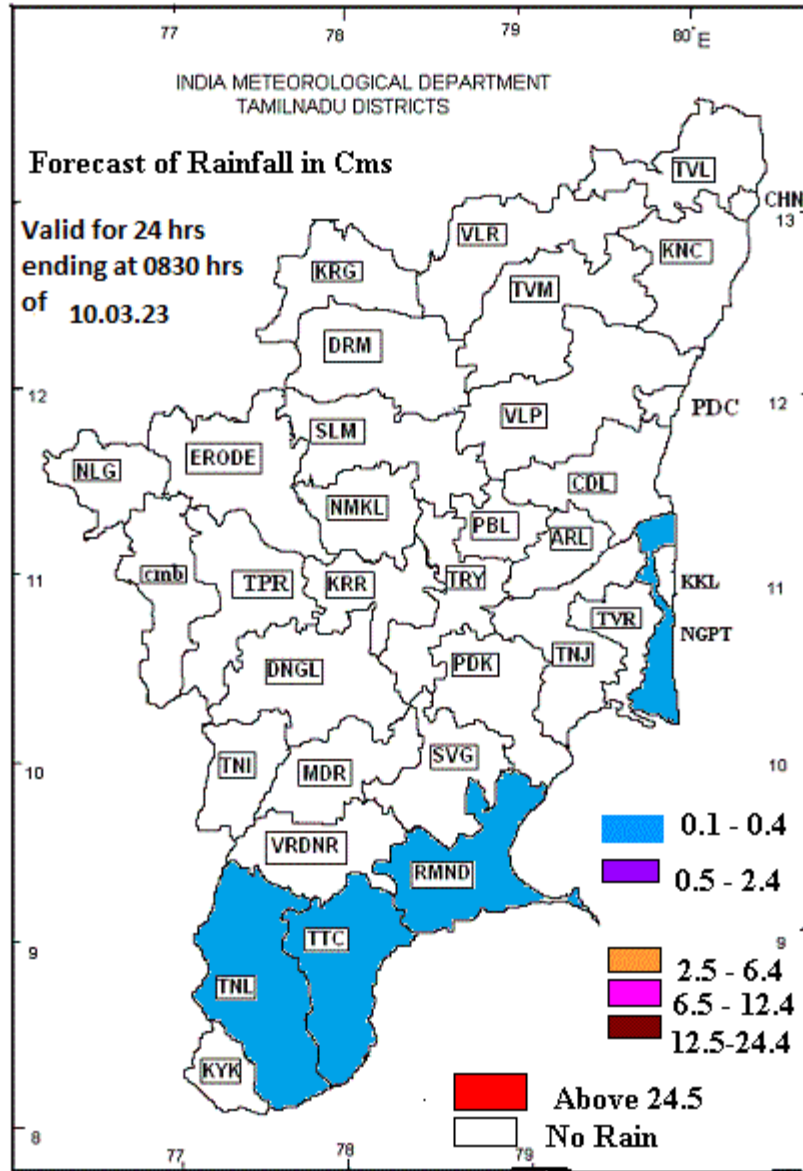 77 78 79 80°E
INDIA METEOROLOGICAL DEPARTMENT
TAMILNADU DISTRICTS
Forecast of Rainfall in Cms
TVL
CHN
13
Valid for 24 hrs
ending at 0830 hrs
of 10.03.23
VLR
KNC
KRG
TVM
DRM
12 12
PDC
VLP
SLM
ERODE
NLG
CDL
NMKL
PBL
ARL
11 11
cmb
TPR
KRR
TRY
KKL
TVR
NGPT
TNJ
DNGL
PDK
10 10
TNI
MDR
SVG
VRDNR
0.1 - 0.4
RMND
0.5 - 2.4
9 9
TTC
2.5 - 6.4
TNL
6.5 - 12.4
12.5-24.4
KYK
Above 24.5
No Rain
8
77 78 79